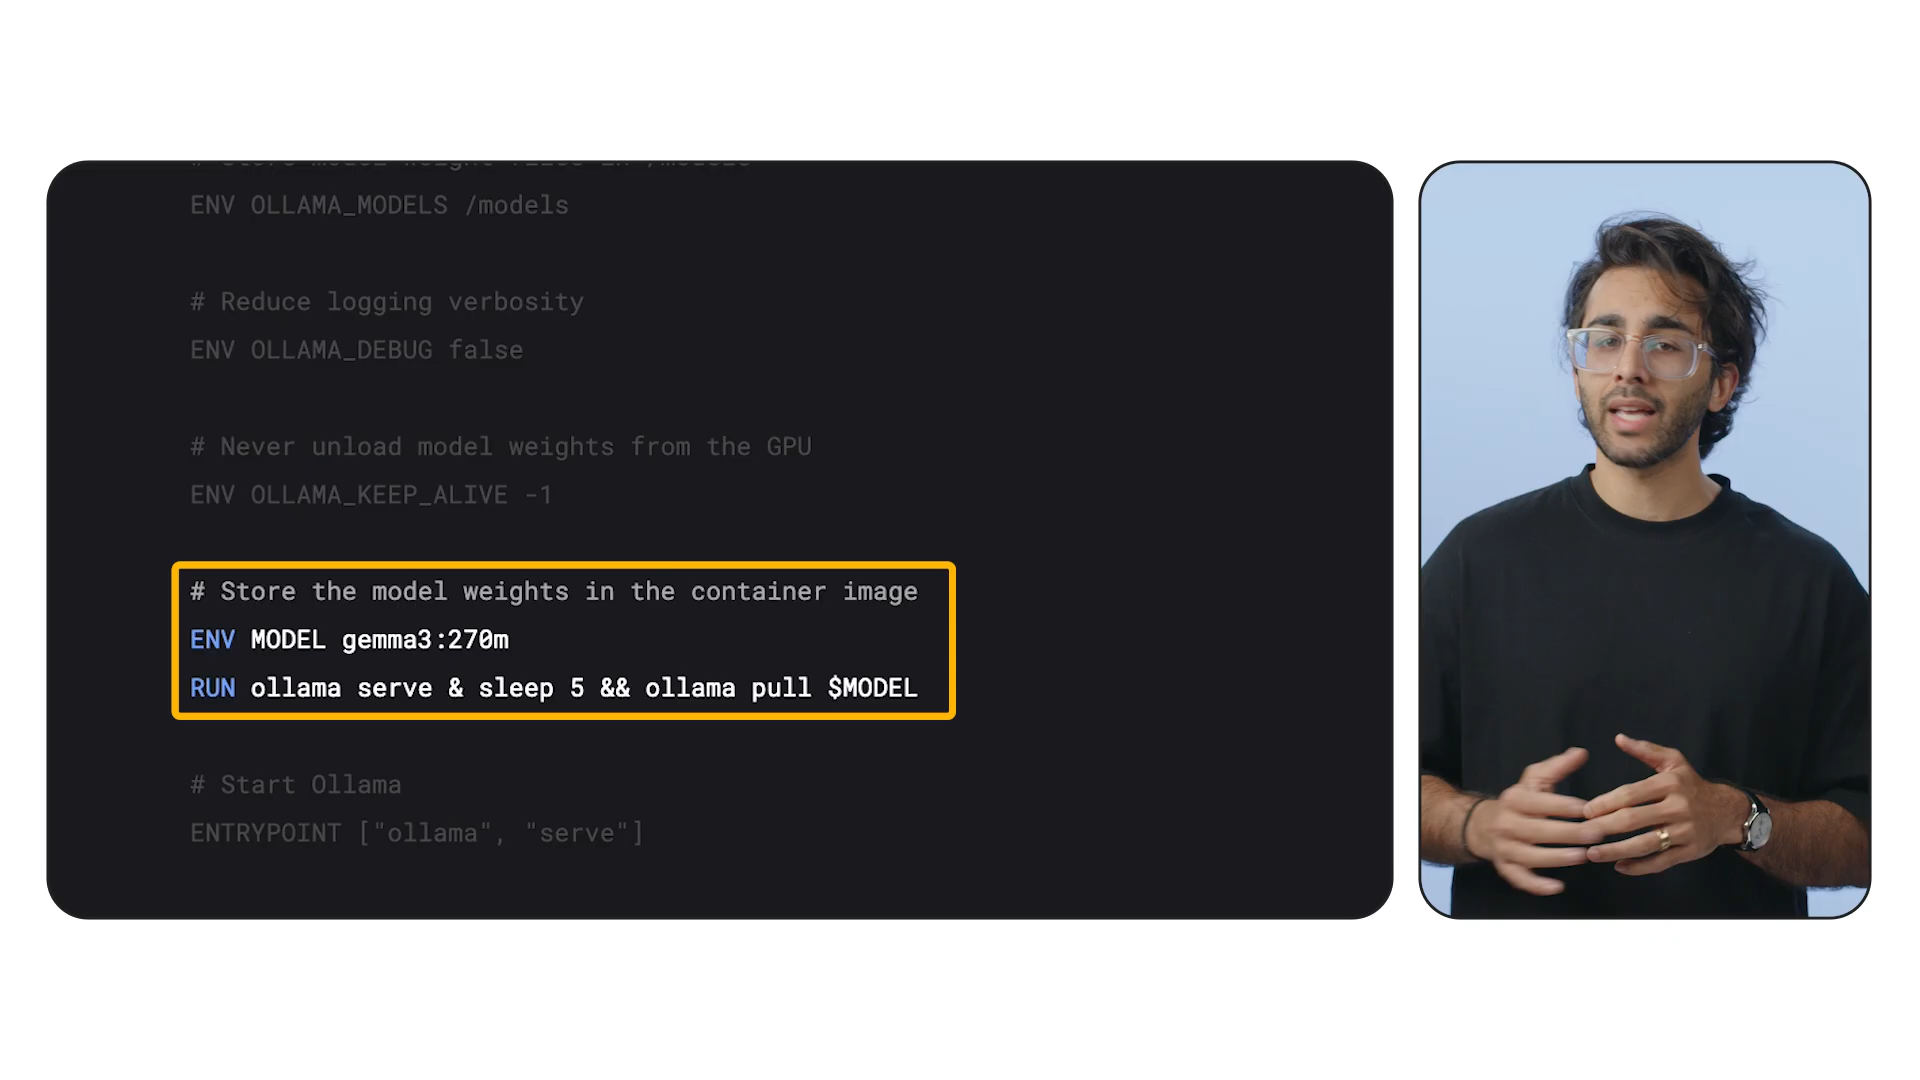 ENV OLLAMA_MODELS /models
# Reduce logging verbosity
ENV OLLAMA_DEBUG false
# Never unload model weights from the GPU
ENV OLLAMA_KEEP_ALIVE -1
# Store the model weights in the container image
ENV MODEL gemma3:270m
RUN ollama serve & sleep 5 && ollama pull $MODEL
# Start Ollama
ENTRYPOINT ["ollama", "serve"]